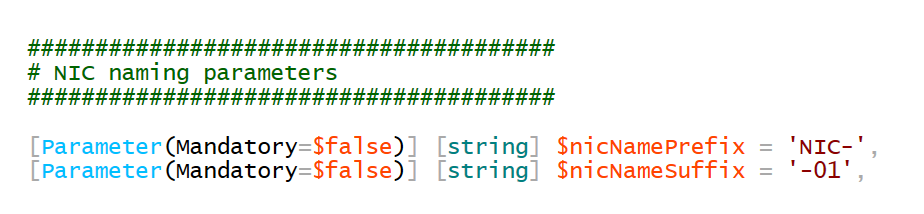 #######################################
# NIC naming parameters
#######################################
[Parameter(Mandatory=$false)] [string] $nicNamePrefix = 'NIC-',
[Parameter(Mandatory=$false)] [string] $nicNameSuffix = '-01',